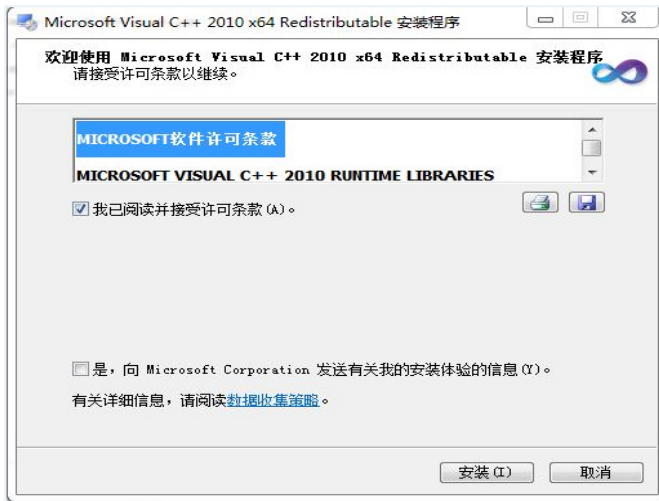 Microsoft Visual C++ 2010 x64 Redistributable 安装程序
欢迎使用 Microsoft Visual C++ 2010 x64 Redistributable 安装程序
请接受许可条款以继续。
MICROSOFT软件许可条款
MICROSOFT VISUAL C++ 2010 RUNTIME LIBRARIES
我已阅读并接受许可条款(A)。
是，向 Microsoft Corporation 发送有关我的安装体验的信息(Y)。
有关详细信息，请阅读数据收集策略。
安装(I) 取消